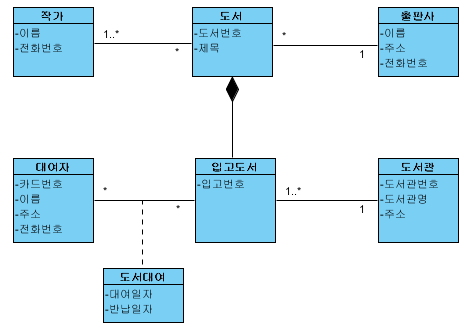 작가
-이름
-전화번호
1..*
*
도서
-도서번호
-제목
*
1
출판사
-이름
-주소
-전화번호
대여자
-카드번호
-이름
-주소
-전화번호
*
*
입고도서
-입고번호
1..*
1
도서관
-도서관번호
-도서관명
-주소
도서대여
-대여일자
-반납일자